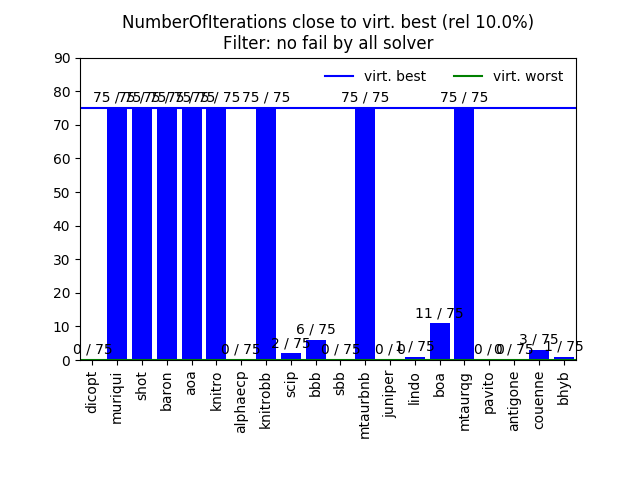 NumberOfIterations close to virt. best (rel 10.0%)
Filter: no fail by all solver
virt. best
virt. worst
90
80
70
60
50
40
30
20
10
0
0 / 75
75 / 75
75 / 75
75 / 75
75 / 75
75 / 75
0 / 75
75 / 75
2 / 75
6 / 75
0 / 75
75 / 75
0 / 0
1 / 75
11 / 75
75 / 75
0 / 0
0 / 75
3 / 75
1 / 75
dicopt
muriqui
shot
baron
aoa
knitro
alphaecp
knitrobb
scip
bbb
sbb
mtaurbnb
juniper
lindo
boa
mtaurqg
pavito
antigone
couenne
bhyb